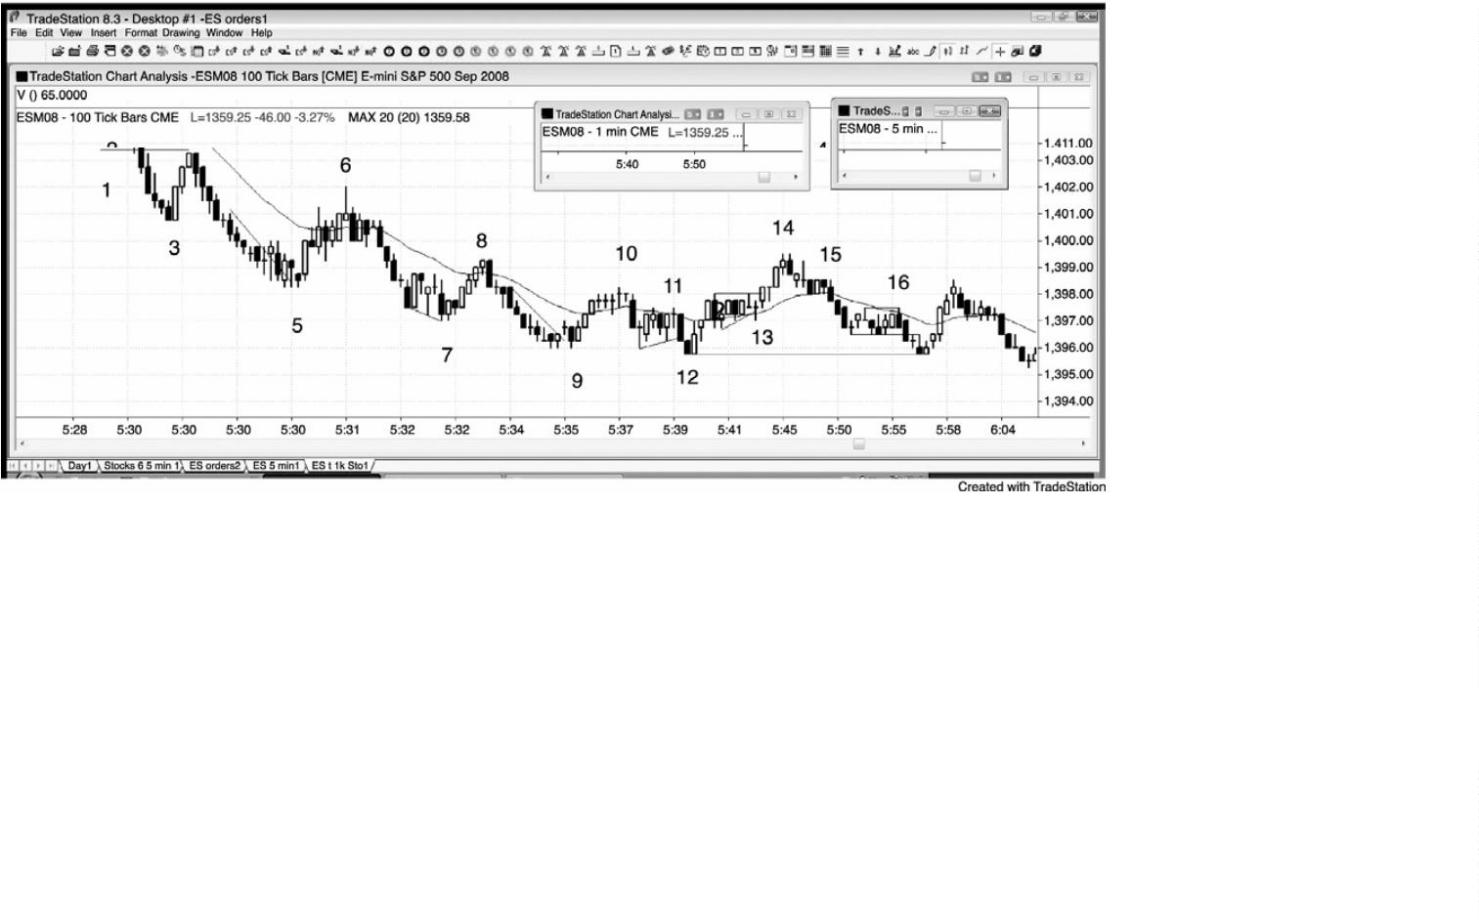 TradeStation 8.3 - Desktop #1 -ES orders1
File Edit View Insert Format Drawing Window Help
TradeStation Chart Analysis -ESM08 100 Tick Bars [CME] E-mini S&P 500 Sep 2008
V () 65.0000
ESM08 - 100 Tick Bars CME L=1359.25 -46.00 -3.27% MAX 20 (20) 1359.58
TradeStation Chart Analysi...
ESM08 - 1 min CME L=1359.25 ...
5:40 5:50
TradeS...
ESM08 - 5 min ...
1.411.00
1,403.00
1,402.00
1,401.00
1,400.00
1,399.00
1,398.00
1,397.00
1,396.00
1,395.00
1,394.00
1
3
5
6
7
8
9
10
11
12
13
14
15
16
5:28 5:30 5:30 5:30 5:30 5:31 5:32 5:32 5:34 5:35 5:37 5:39 5:41 5:45 5:50 5:55 5:58 6:04
Day1 Stocks 6 5 min 1 ES orders2 ES 5 min1 ES t 1k Sto1
Created with TradeStation